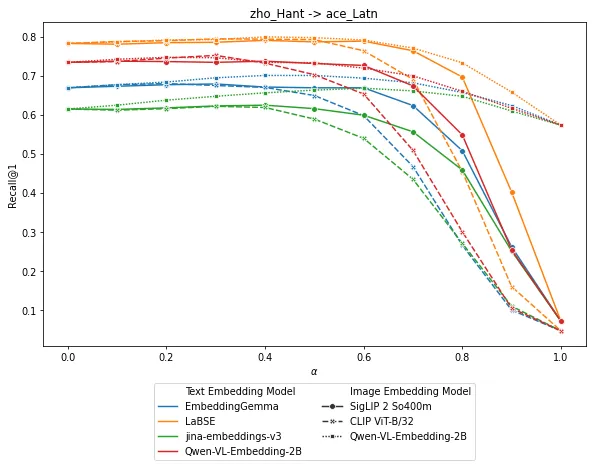 zho_Hant -> ace_Latn
Recall@1
0.8
0.7
0.6
0.5
0.4
0.3
0.2
0.1
0.0 0.2 0.4 0.6 0.8 1.0
α
Text Embedding Model
EmbeddingGemma
LaBSE
jina-embeddings-v3
Qwen-VL-Embedding-2B
Image Embedding Model
SigLIP 2 So400m
CLIP ViT-B/32
Qwen-VL-Embedding-2B